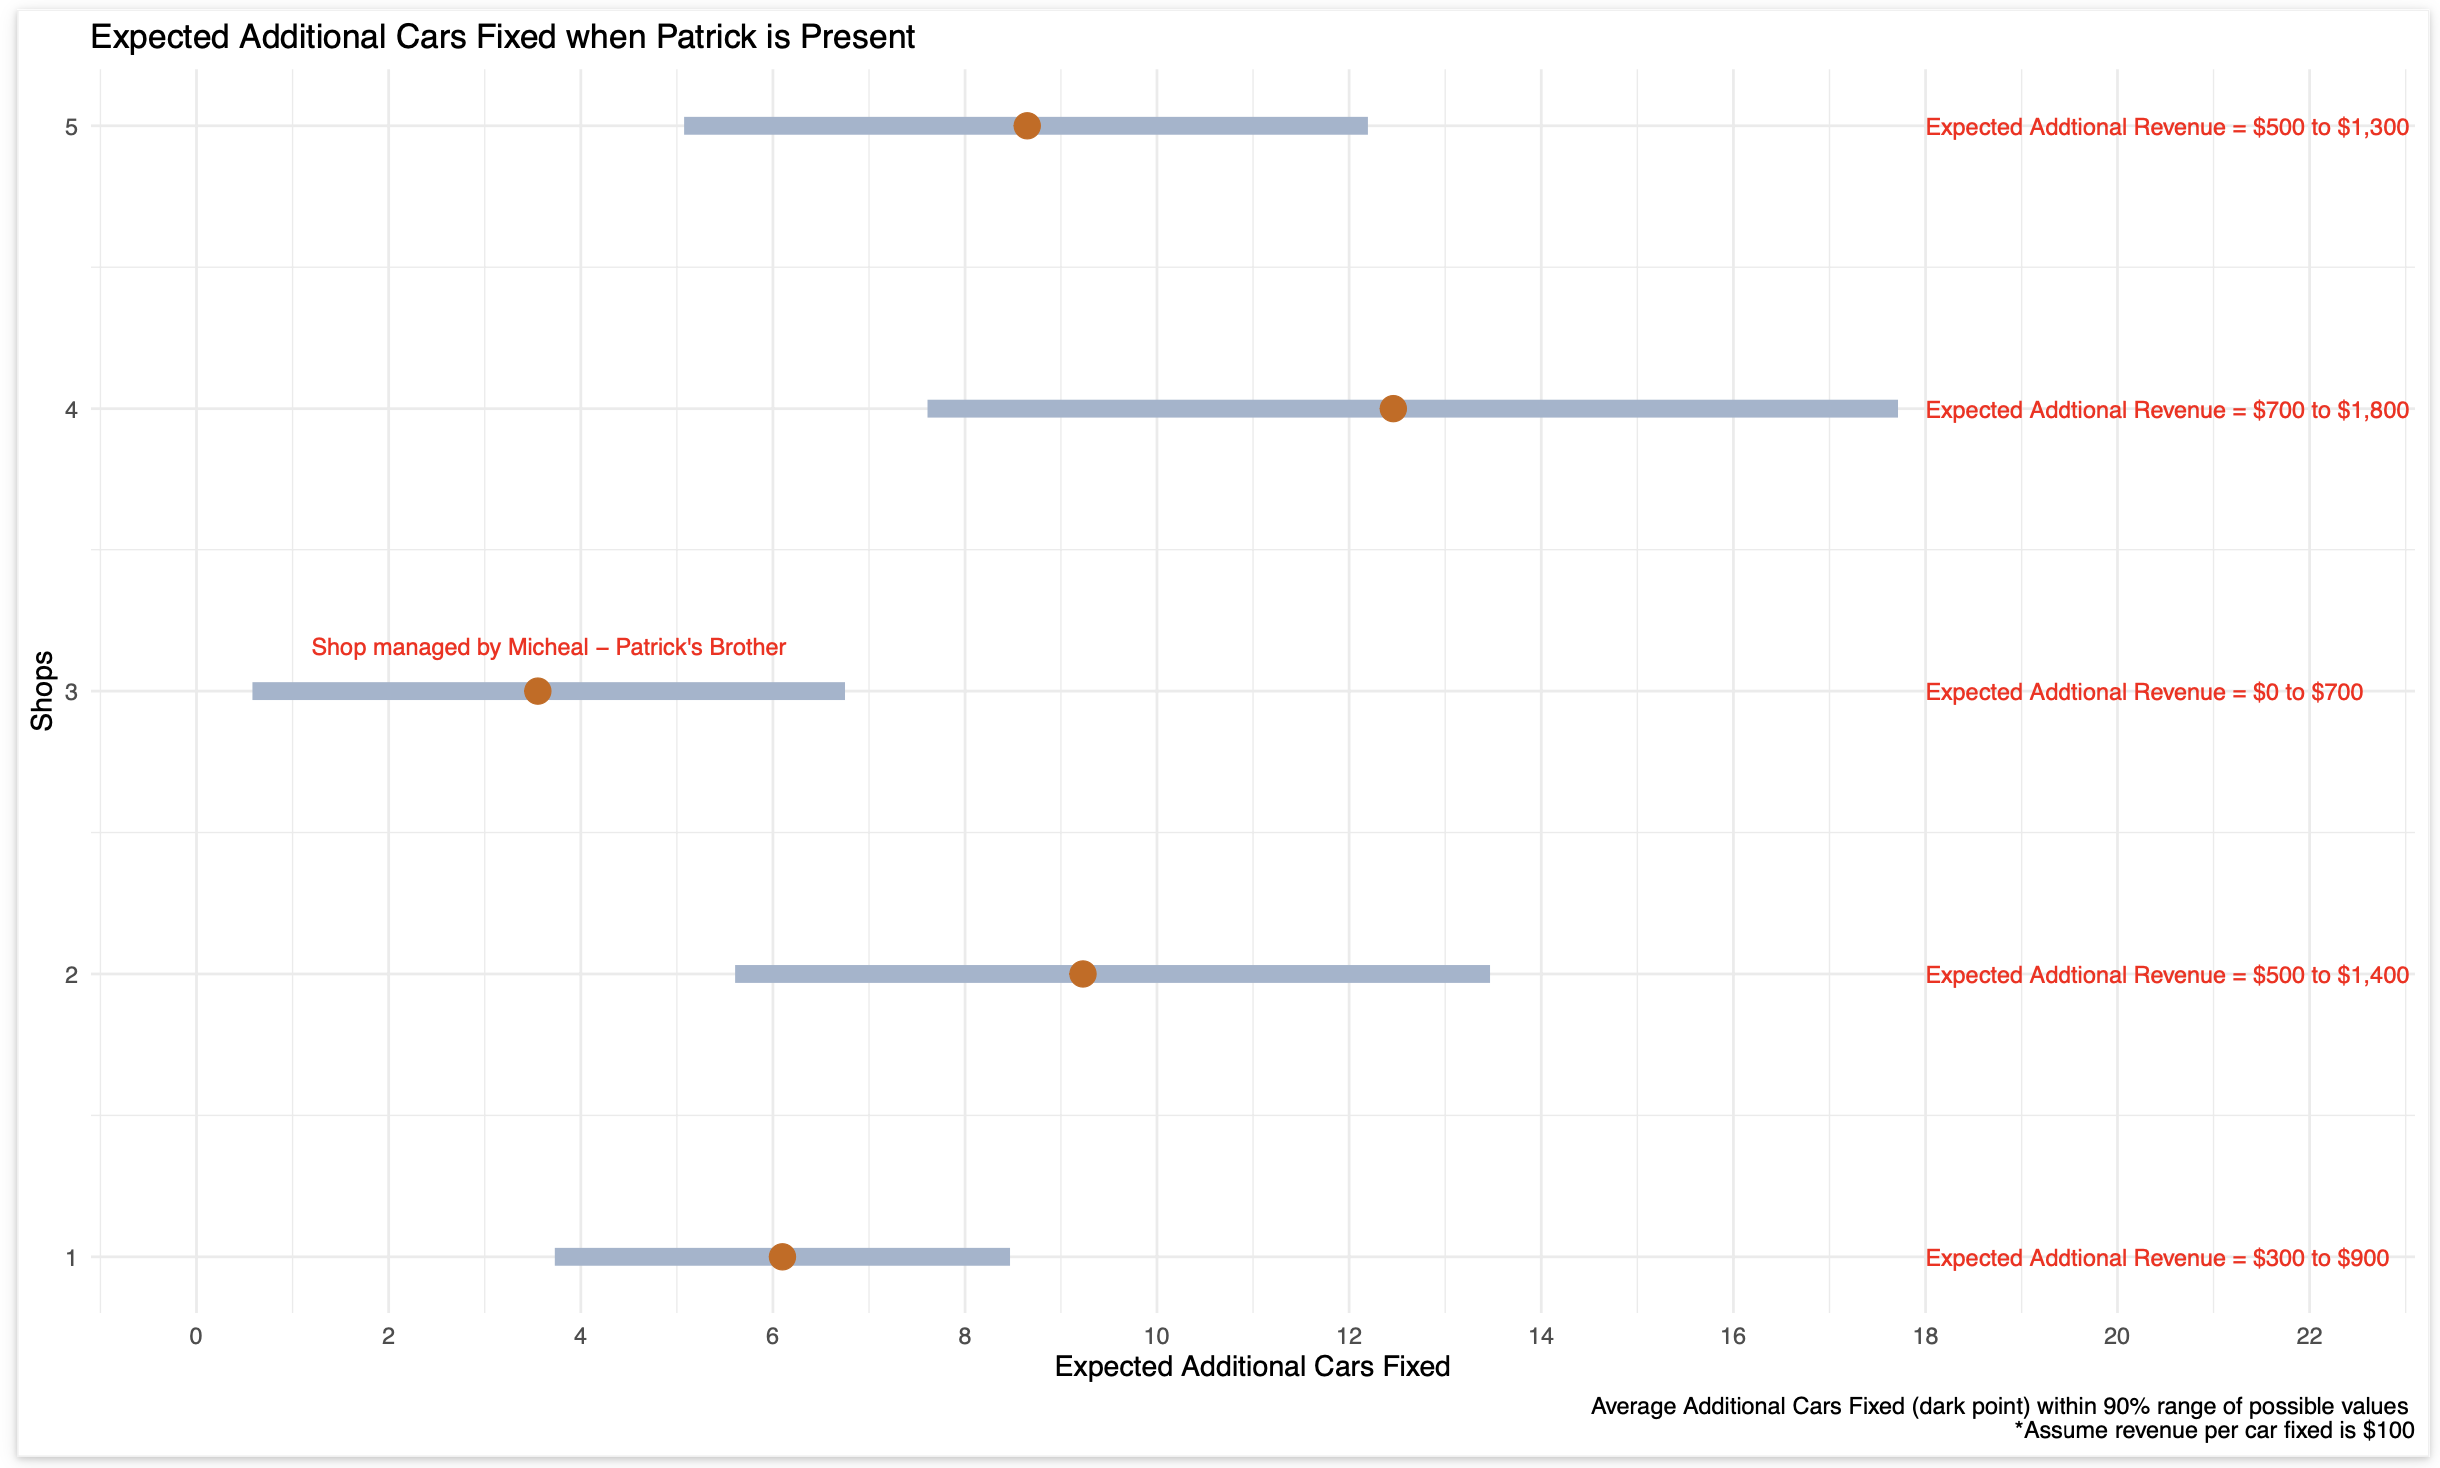 Expected Additional Cars Fixed when Patrick is Present
5
Expected Addtional Revenue = $500 to $1,300
4
Expected Addtional Revenue = $700 to $1,800
Shop managed by Micheal – Patrick's Brother
3
Expected Addtional Revenue = $0 to $700
Shops
2
Expected Addtional Revenue = $500 to $1,400
1
Expected Addtional Revenue = $300 to $900
0 2 4 6 8 10 12 14 16 18 20 22
Expected Additional Cars Fixed
Average Additional Cars Fixed (dark point) within 90% range of possible values
*Assume revenue per car fixed is $100